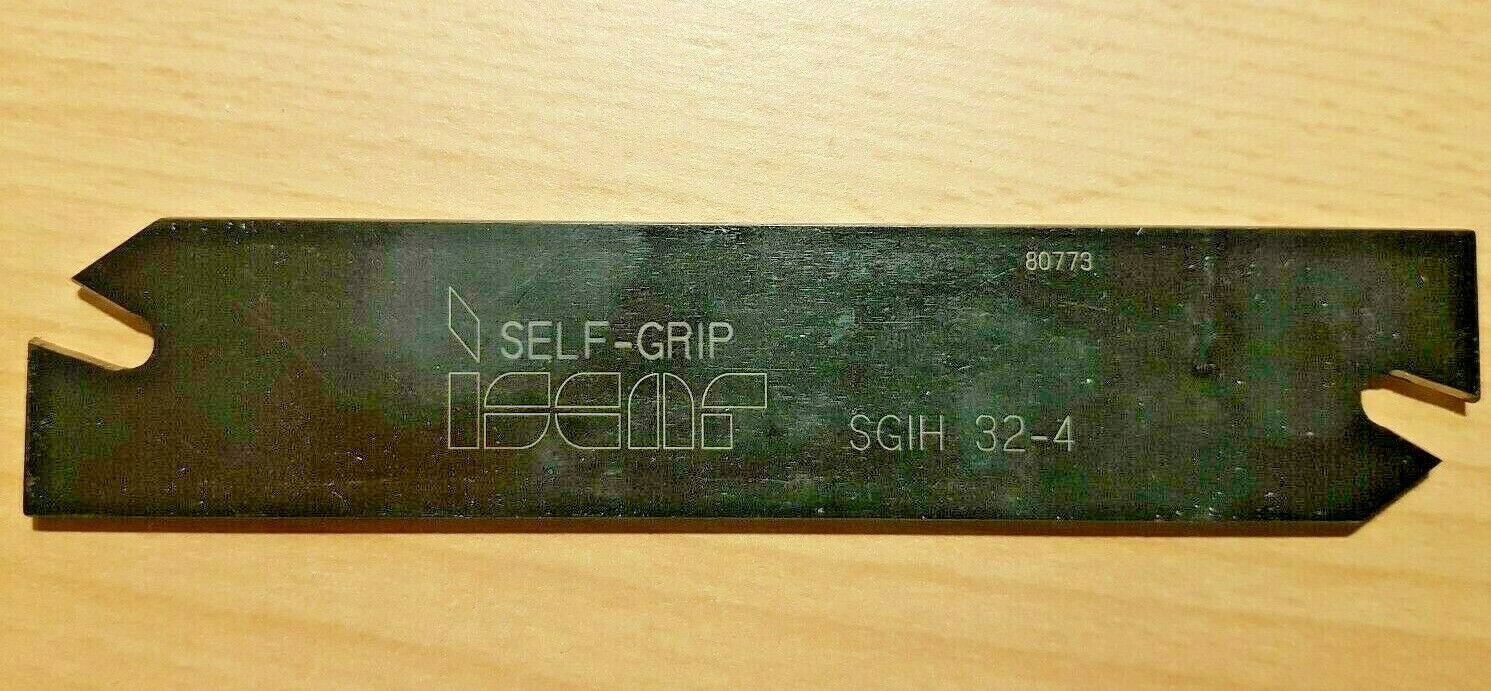 80773
SELF-GRIP
ISCAR
SGIH 32-4